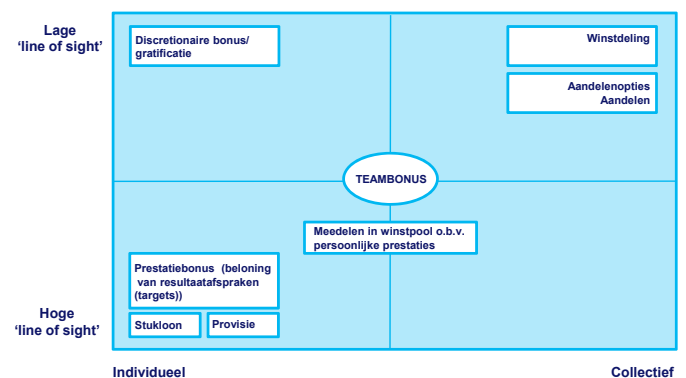 Lage
‘line of sight’
Discretionaire bonus/
gratificatie
Winstdeling
Aandelenopties
Aandelen
TEAMBONUS
Meedelen in winstpool o.b.v.
persoonlijke prestaties
Prestatiebonus (beloning
van resultaatafspraken
(targets))
Stukloon
Provisie
Hoge
‘line of sight’
Individueel
Collectief